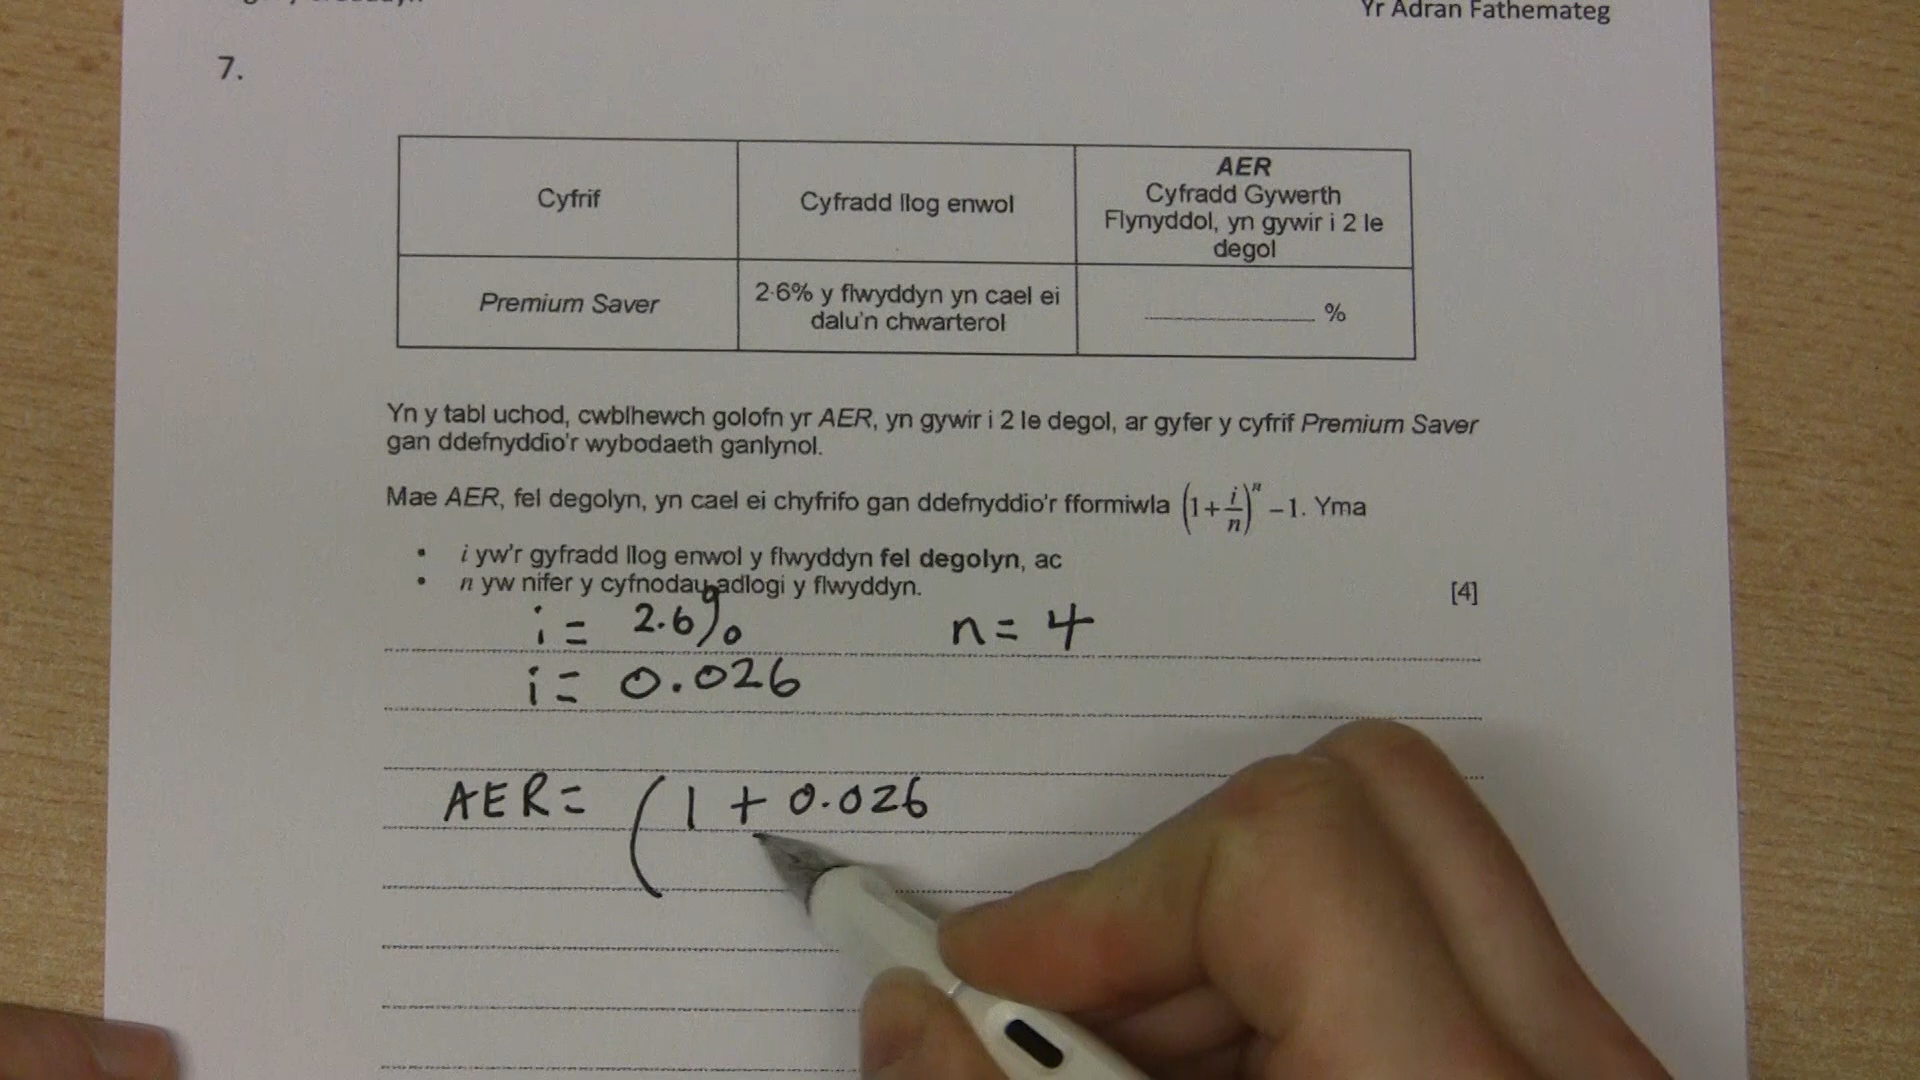 Yr Adran Fathemateg
7.
Cyfrif
Cyfradd llog enwol
AER
Cyfradd Gywerth
Flynyddol, yn gywir i 2 le
degol
Premium Saver
2·6% y flwyddyn yn cael ei
dalu'n chwarterol
%
Yn y tabl uchod, cwblhewch golofn yr AER, yn gywir i 2 le degol, ar gyfer y cyfrif Premium Saver
gan ddefnyddio'r wybodaeth ganlynol.
Mae AER, fel degolyn, yn cael ei chyfrifo gan ddefnyddio'r fformiwla (1+i/n)^n −1. Yma
• i yw'r gyfradd llog enwol y flwyddyn fel degolyn, ac
• n yw nifer y cyfnodau adlogi y flwyddyn.
[4]
i = 2.6% n = 4
i = 0.026
AER = (1 + 0.026